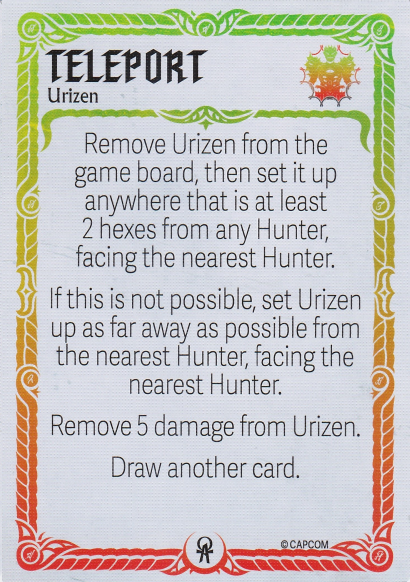 TELEPORT
Urizen
Remove Urizen from the
game board, then set it up
anywhere that is at least
2 hexes from any Hunter,
facing the nearest Hunter.
If this is not possible, set Urizen
up as far away as possible from
the nearest Hunter, facing the
nearest Hunter.
Remove 5 damage from Urizen.
Draw another card.
© CAPCOM